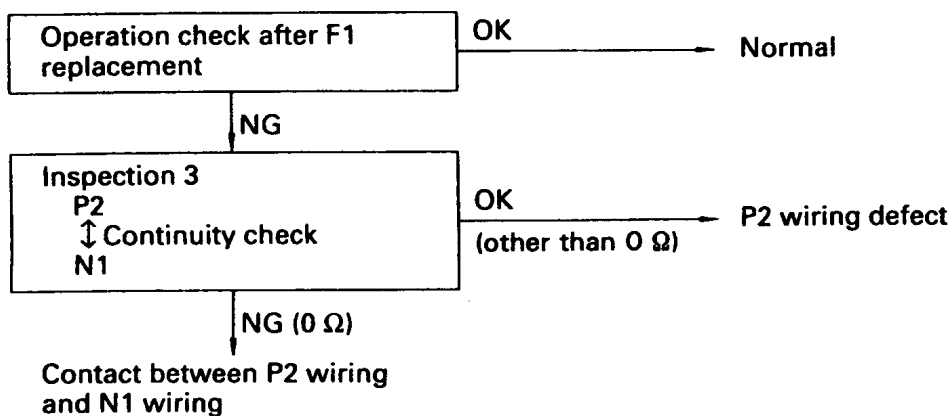 Operation check after F1
replacement
OK
Normal
NG
Inspection 3
P2
↕ Continuity check
N1
OK
(other than 0 Ω)
P2 wiring defect
NG (0 Ω)
Contact between P2 wiring
and N1 wiring